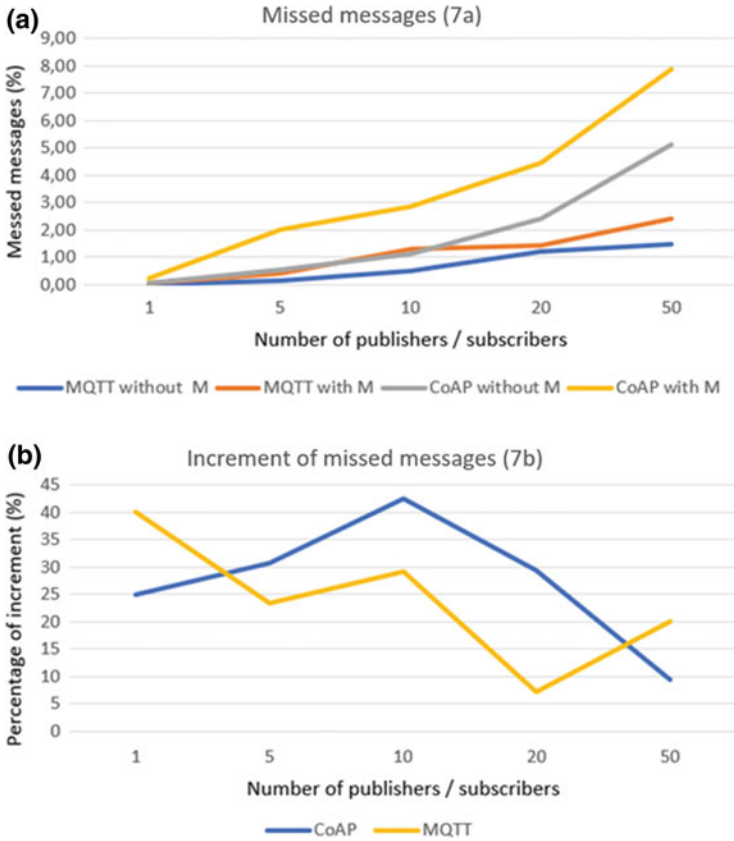 (a)
Missed messages (7a)
Messed messages (%)
9,00
8,00
7,00
6,00
5,00
4,00
3,00
2,00
1,00
0,00
1 5 10 20 50
Number of publishers / subscribers
MQTT without M MQTT with M CoAP without M CoAP with M
(b)
Increment of missed messages (7b)
Percentage of increment (%)
45
40
35
30
25
20
15
10
5
0
1 5 10 20 50
Number of publishers / subscribers
CoAP MQTT